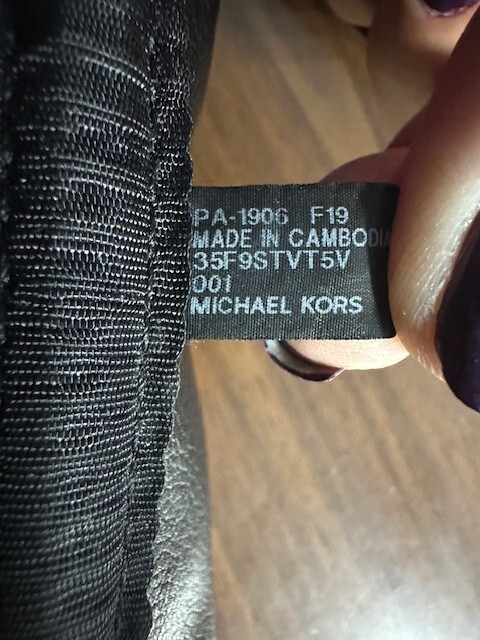 PA-1906 F19
MADE IN CAMBODIA
35F9STVT5V
001
MICHAEL KORS